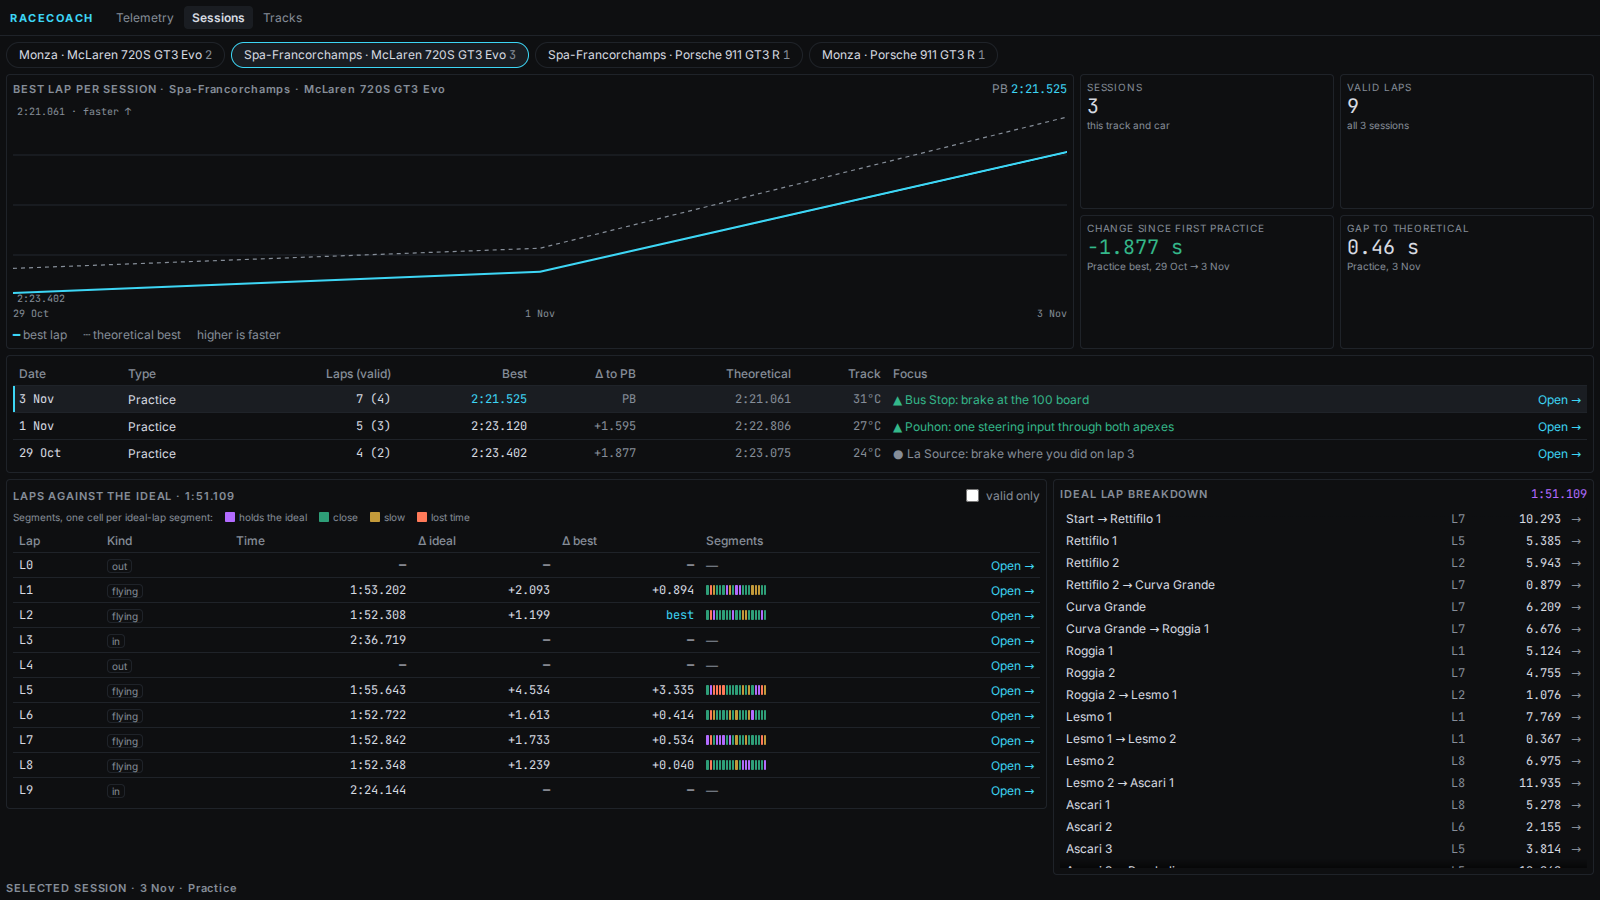 RACECOACH Telemetry Sessions Tracks
Monza · McLaren 720S GT3 Evo 2 Spa-Francorchamps · McLaren 720S GT3 Evo 3 Spa-Francorchamps · Porsche 911 GT3 R 1 Monza · Porsche 911 GT3 R 1
BEST LAP PER SESSION · Spa-Francorchamps · McLaren 720S GT3 Evo PB 2:21.525
2:21.061 · faster ↑
2:23.402
29 Oct 1 Nov 3 Nov
best lap theoretical best higher is faster
SESSIONS
3
this track and car
VALID LAPS
9
all 3 sessions
CHANGE SINCE FIRST PRACTICE
-1.877 s
Practice best, 29 Oct → 3 Nov
GAP TO THEORETICAL
0.46 s
Practice, 3 Nov
Date Type Laps (valid) Best Δ to PB Theoretical Track Focus
3 Nov Practice 7 (4) 2:21.525 PB 2:21.061 31°C ▲ Bus Stop: brake at the 100 board Open →
1 Nov Practice 5 (3) 2:23.120 +1.595 2:22.806 27°C ▲ Pouhon: one steering input through both apexes Open →
29 Oct Practice 4 (2) 2:23.402 +1.877 2:23.075 24°C ● La Source: brake where you did on lap 3 Open →
LAPS AGAINST THE IDEAL · 1:51.109 valid only
Segments, one cell per ideal-lap segment: holds the ideal close slow lost time
Lap Kind Time Δ ideal Δ best Segments
L0 out — — — — Open →
L1 flying 1:53.202 +2.093 +0.894 Open →
L2 flying 1:52.308 +1.199 best Open →
L3 in 2:36.719 — — — Open →
L4 out — — — — Open →
L5 flying 1:55.643 +4.534 +3.335 Open →
L6 flying 1:52.722 +1.613 +0.414 Open →
L7 flying 1:52.842 +1.733 +0.534 Open →
L8 flying 1:52.348 +1.239 +0.040 Open →
L9 in 2:24.144 — — — Open →
IDEAL LAP BREAKDOWN 1:51.109
Start → Rettifilo 1 L7 10.293 →
Rettifilo 1 L5 5.385 →
Rettifilo 2 L2 5.943 →
Rettifilo 2 → Curva Grande L7 0.879 →
Curva Grande L7 6.209 →
Curva Grande → Roggia 1 L7 6.676 →
Roggia 1 L1 5.124 →
Roggia 2 L7 4.755 →
Roggia 2 → Lesmo 1 L2 1.076 →
Lesmo 1 L1 7.769 →
Lesmo 1 → Lesmo 2 L1 0.367 →
Lesmo 2 L8 6.975 →
Lesmo 2 → Ascari 1 L8 11.935 →
Ascari 1 L8 5.278 →
Ascari 2 L6 2.155 →
Ascari 3 L5 3.814 →
SELECTED SESSION · 3 Nov · Practice